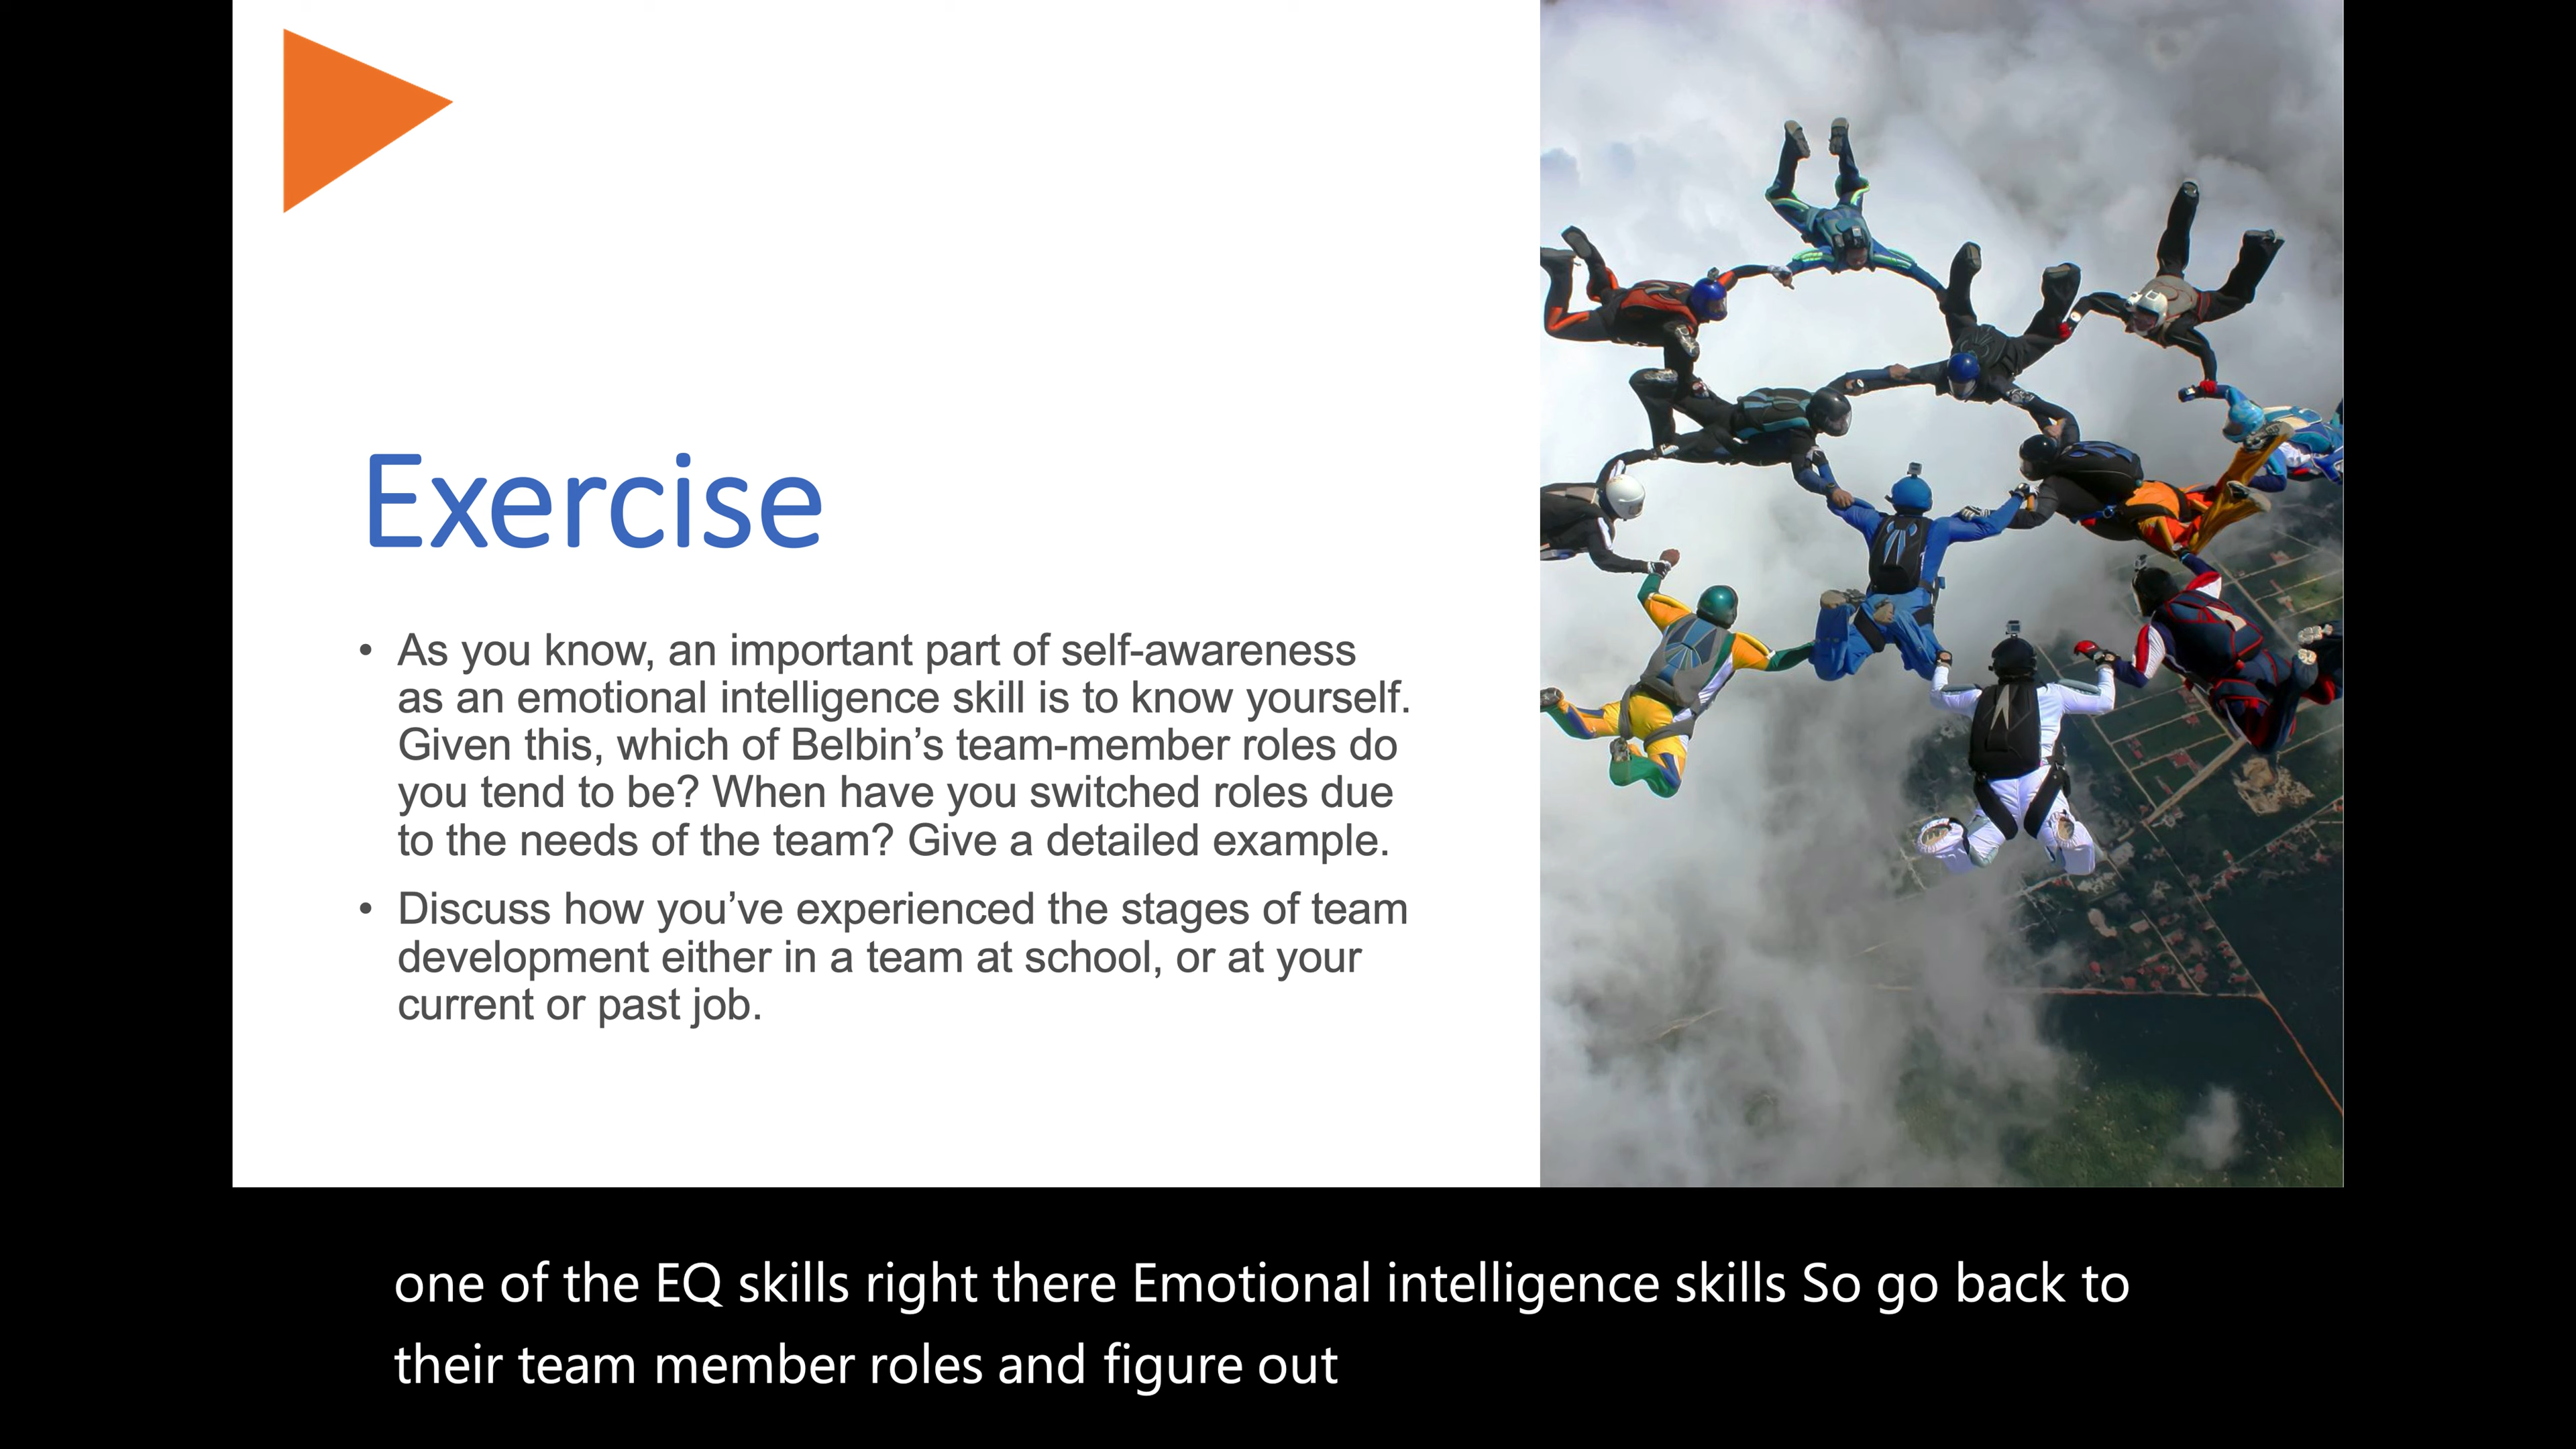 Exercise
• As you know, an important part of self-awareness
as an emotional intelligence skill is to know yourself.
Given this, which of Belbin’s team-member roles do
you tend to be? When have you switched roles due
to the needs of the team? Give a detailed example.
• Discuss how you’ve experienced the stages of team
development either in a team at school, or at your
current or past job.
one of the EQ skills right there Emotional intelligence skills So go back to
their team member roles and figure out